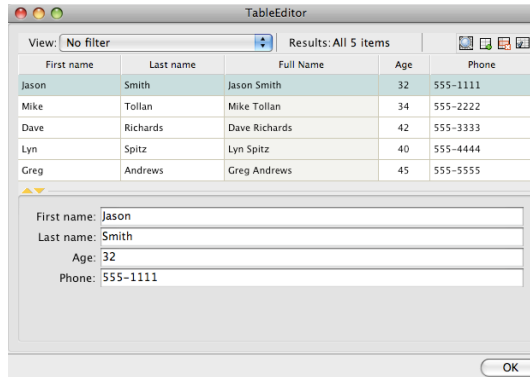 TableEditor
View: No filter Results: All 5 items
First name Last name Full Name Age Phone
Jason Smith Jason Smith 32 555-1111
Mike Tollan Mike Tollan 34 555-2222
Dave Richards Dave Richards 42 555-3333
Lyn Spitz Lyn Spitz 40 555-4444
Greg Andrews Greg Andrews 45 555-5555
First name: Jason
Last name: Smith
Age: 32
Phone: 555-1111
OK